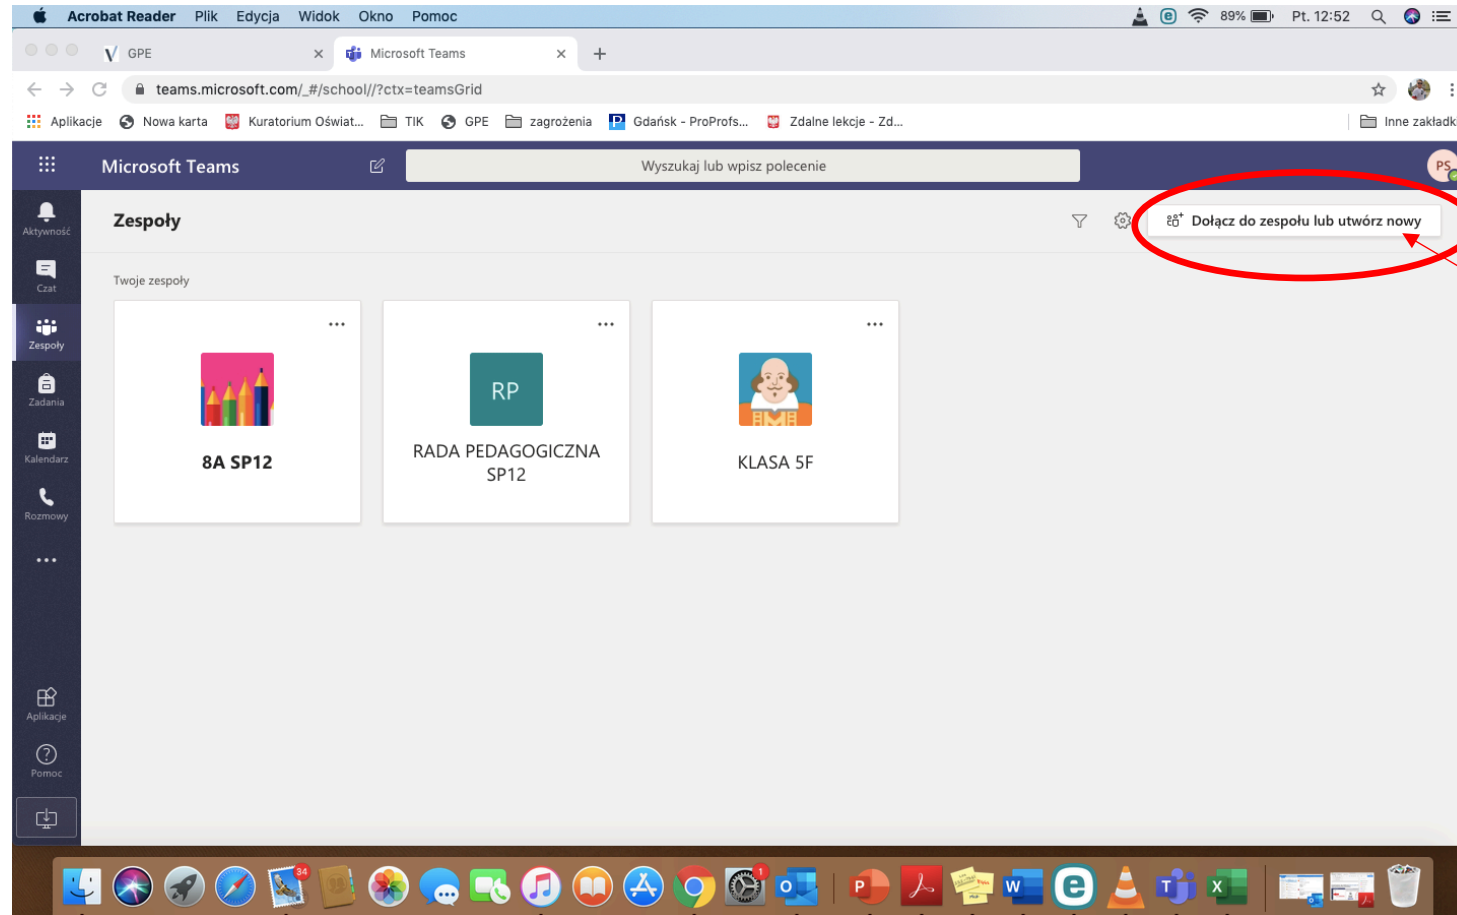 Acrobat Reader Plik Edycja Widok Okno Pomoc 89% Pt. 12:52
GPE Microsoft Teams
teams.microsoft.com/_#/school//?ctx=teamsGrid
Aplikacje Nowa karta Kuratorium Oświat... TIK GPE zagrożenia Gdańsk - ProProfs... Zdalne lekcje - Zd... Inne zakładk
Microsoft Teams Wyszukaj lub wpisz polecenie PS
Aktywność
Zespoły Dołącz do zespołu lub utwórz nowy
Czat
Twoje zespoły
Zespoły
Zadania
RP
Kalendarz
8A SP12
RADA PEDAGOGICZNA
SP12
KLASA 5F
Rozmowy
Aplikacje
Pomoc
34 1